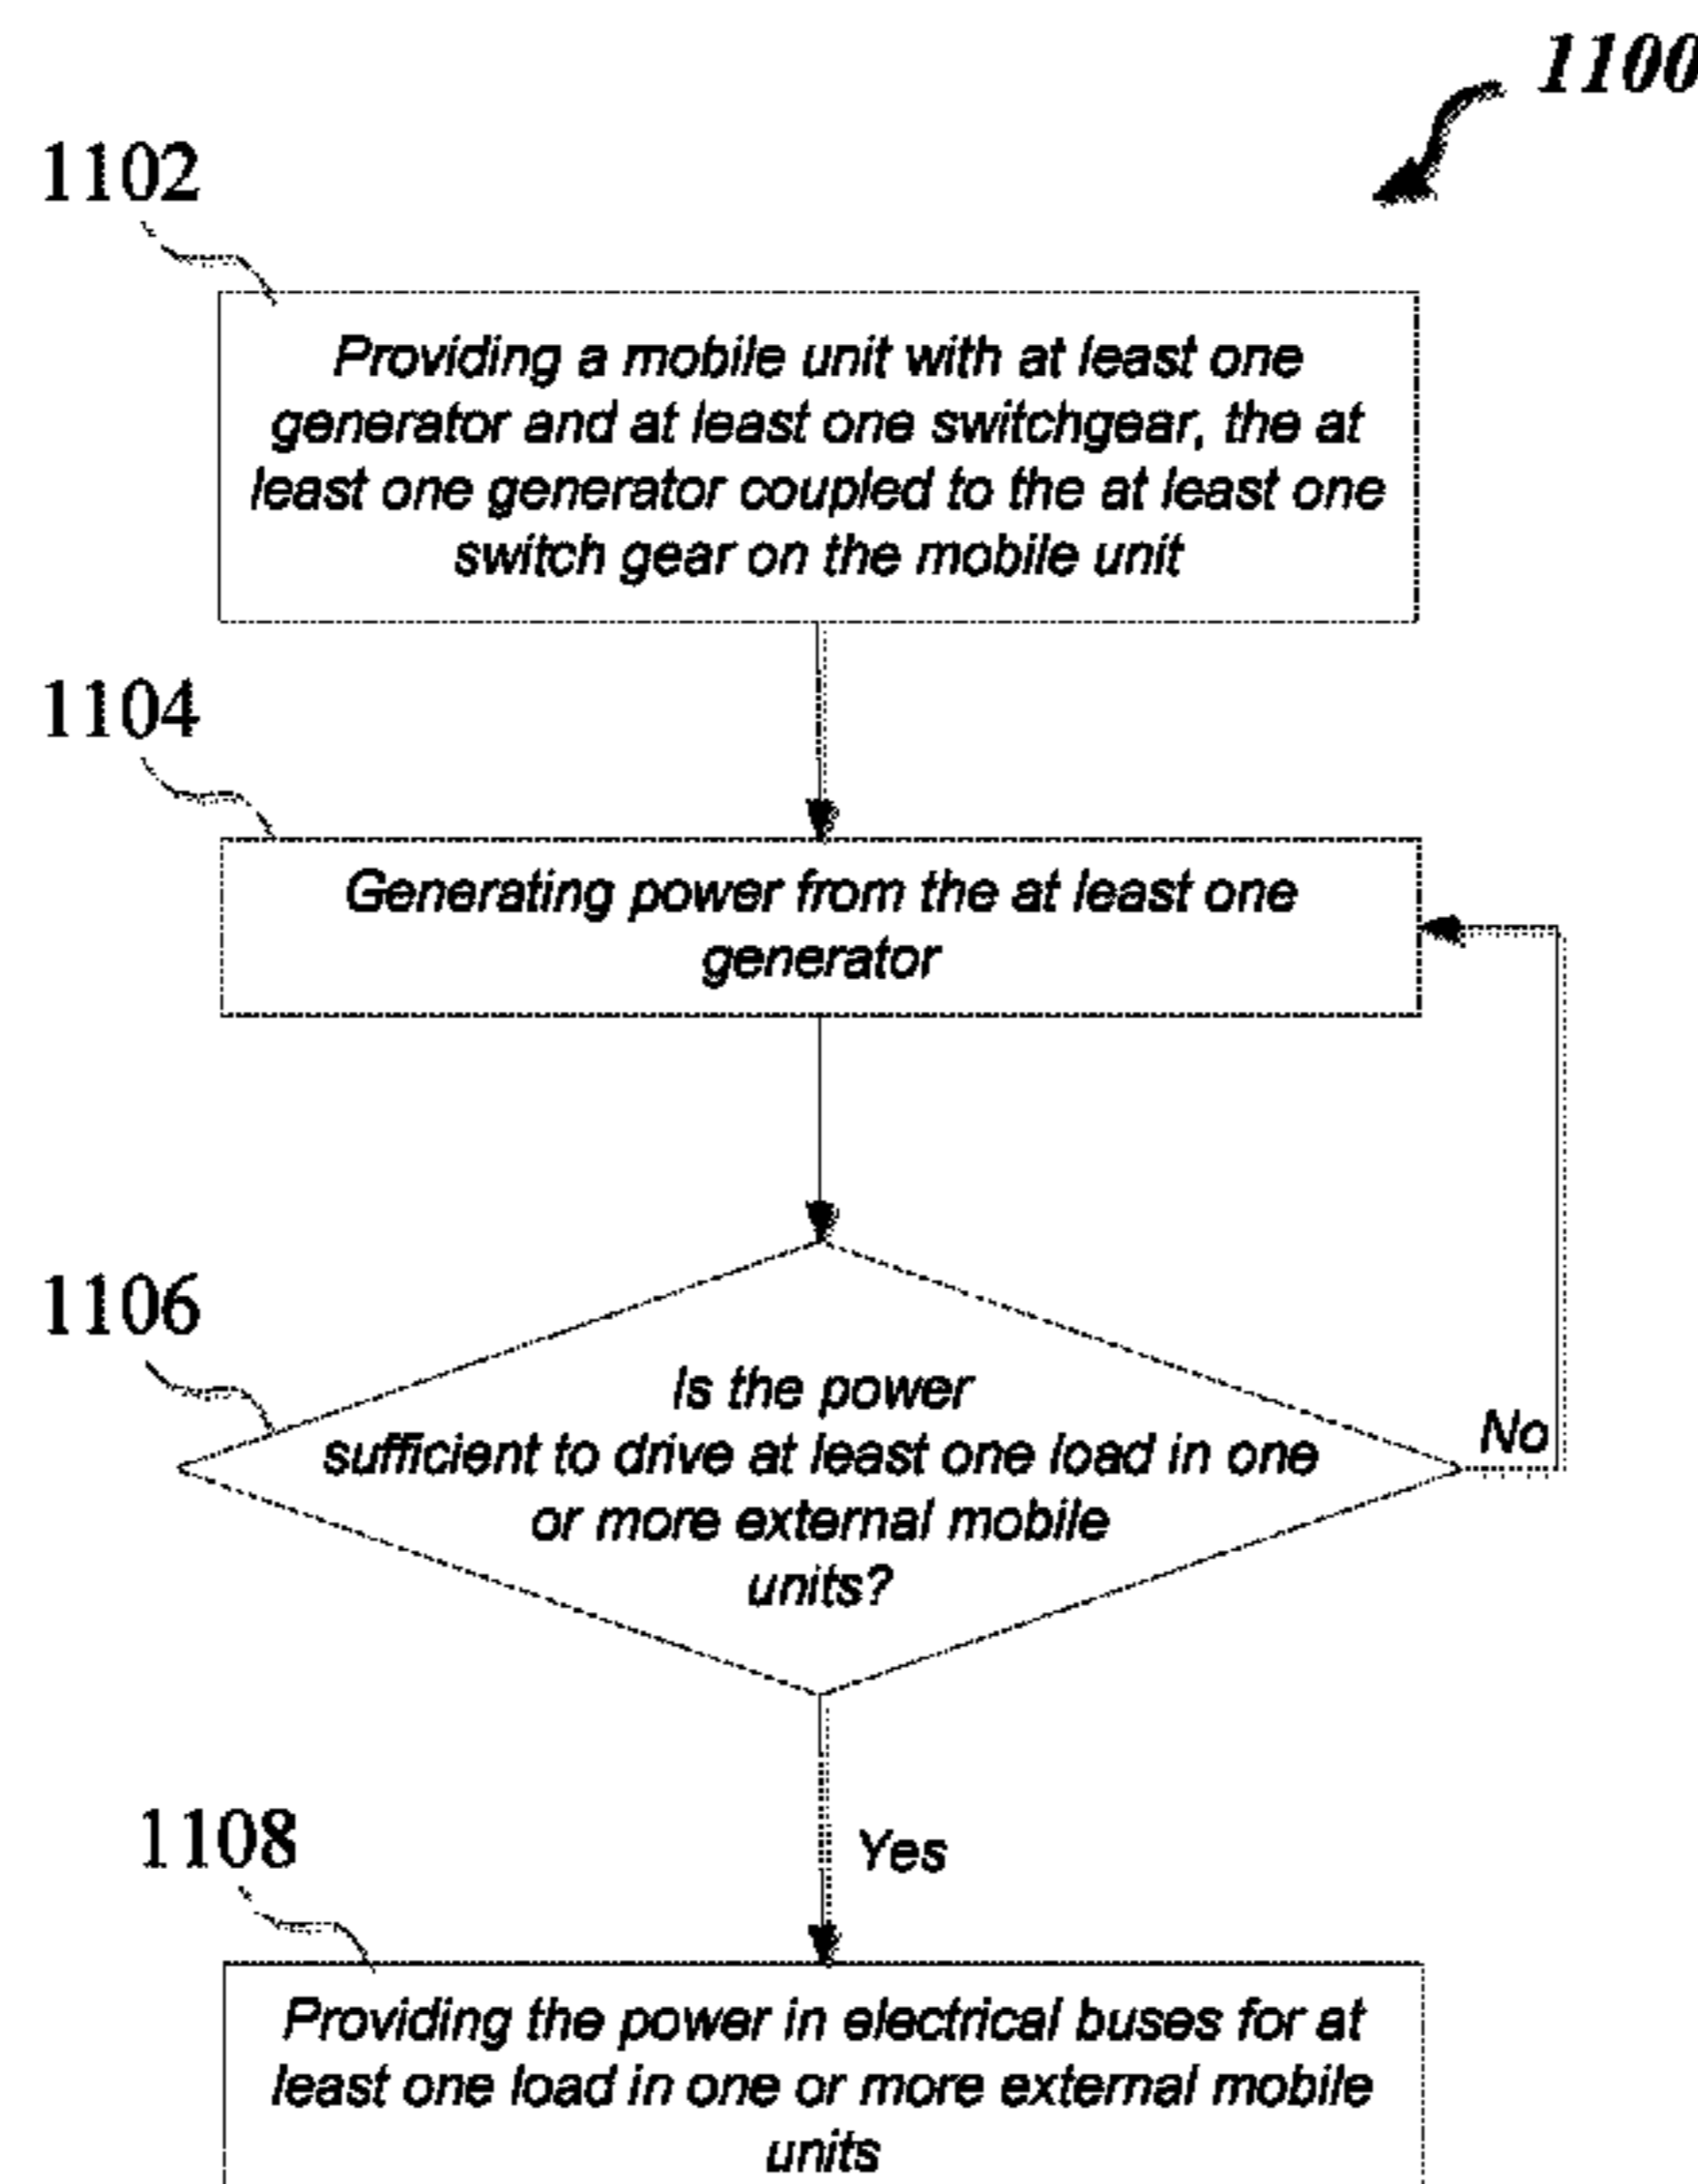 1100
1102
Providing a mobile unit with at least one
generator and at least one switchgear, the at
least one generator coupled to the at least one
switch gear on the mobile unit
1104
Generating power from the at least one
generator
1106
Is the power
sufficient to drive at least one load in one
or more external mobile
units?
No
Yes
1108
Providing the power in electrical buses for at
least one load in one or more external mobile
units